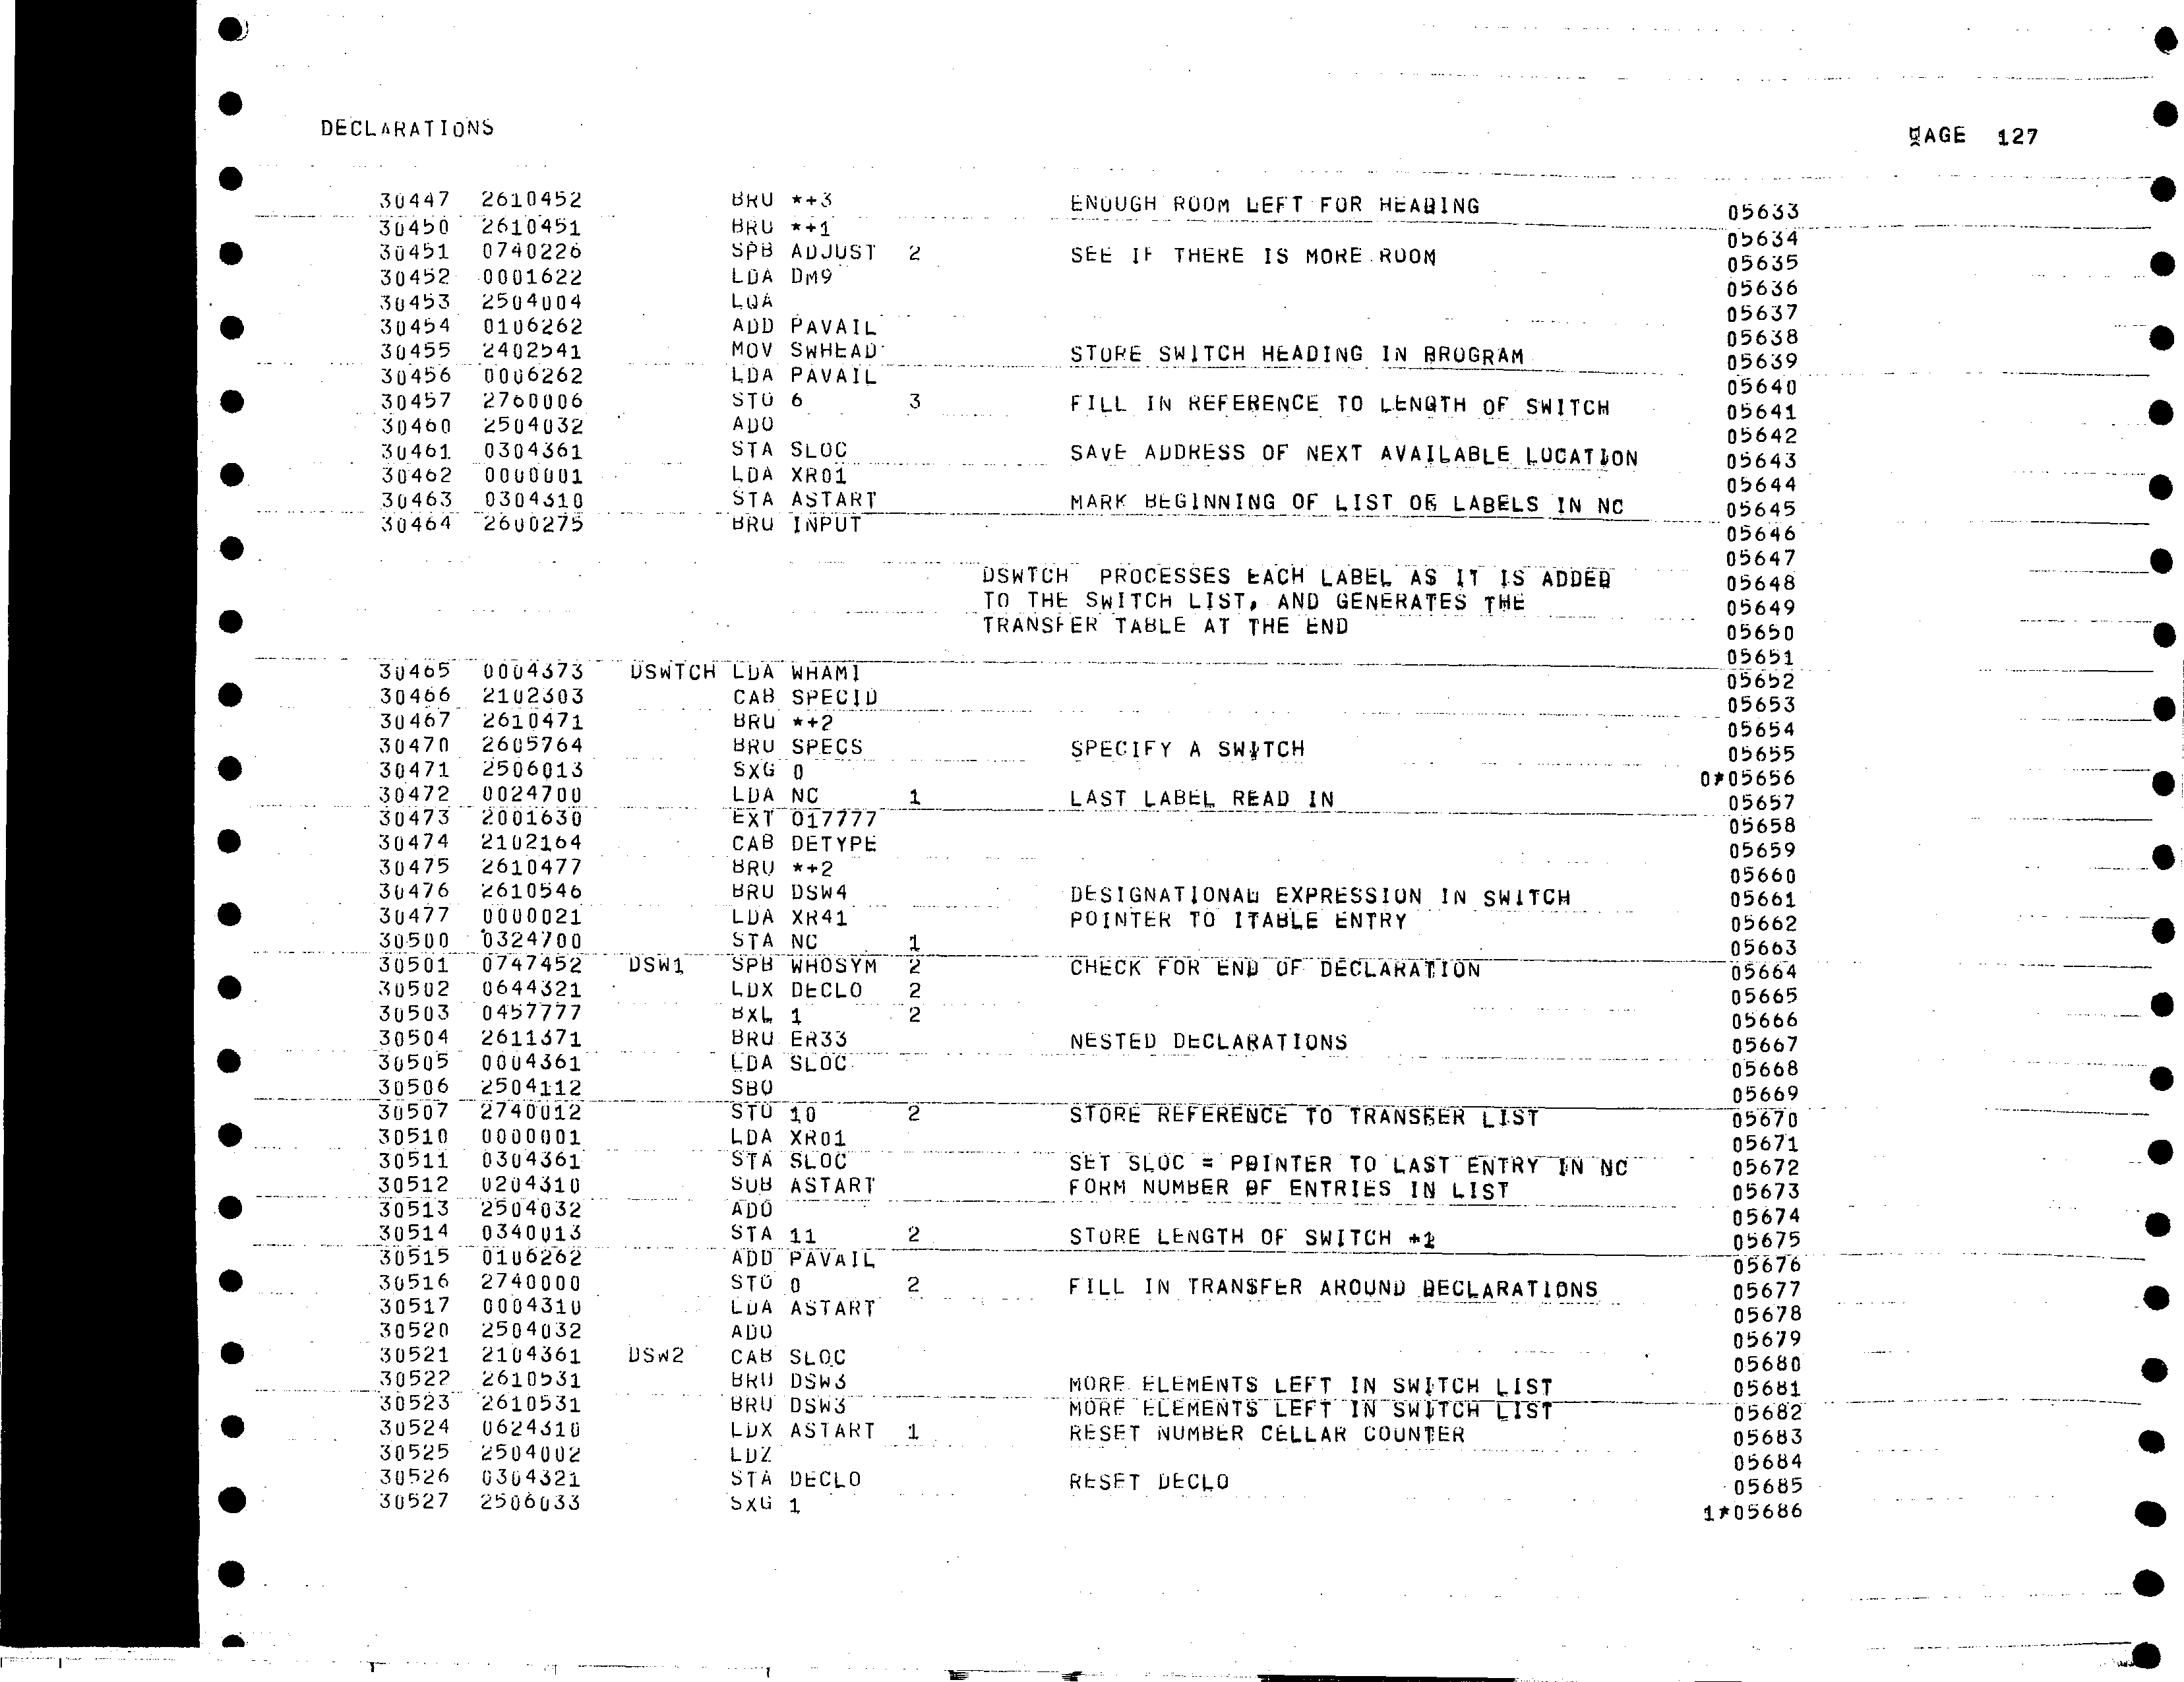 DECLARATIONS PAGE 127
30447 2610452 BRU *+3 ENOUGH ROOM LEFT FOR HEADING 05633
30450 2610451 BRU *+1 05634
30451 0740226 SPB ADJUST 2 SEE IF THERE IS MORE ROOM 05635
30452 0001622 LDA DM9 05636
30453 2504004 LQA 05637
30454 0106262 ADD PAVAIL 05638
30455 2402541 MOV SWHEAD STORE SWITCH HEADING IN PROGRAM 05639
30456 0006262 LDA PAVAIL 05640
30457 2760006 STO 6 3 FILL IN REFERENCE TO LENGTH OF SWITCH 05641
30460 2504032 ADO 05642
30461 0304361 STA SLOC SAVE ADDRESS OF NEXT AVAILABLE LOCATION 05643
30462 0000001 LDA XR01 05644
30463 0304310 STA ASTART MARK BEGINNING OF LIST OF LABELS IN NC 05645
30464 2600275 BRU INPUT 05646
05647
DSWTCH PROCESSES EACH LABEL AS IT IS ADDED 05648
TO THE SWITCH LIST, AND GENERATES THE 05649
TRANSFER TABLE AT THE END 05650
05651
30465 0004373 DSWTCH LDA WHAMI 05652
30466 2102303 CAB SPECID 05653
30467 2610471 BRU *+2 05654
30470 2605764 BRU SPECS SPECIFY A SWITCH 05655
30471 2506013 SXG 0 0*05656
30472 0024700 LDA NC 1 LAST LABEL READ IN 05657
30473 2001630 EXT 017777 05658
30474 2102164 CAB DETYPE 05659
30475 2610477 BRU *+2 05660
30476 2610546 BRU DSW4 DESIGNATIONAL EXPRESSION IN SWITCH 05661
30477 0000021 LDA XR41 POINTER TO ITABLE ENTRY 05662
30500 0324700 STA NC 1 05663
30501 0747452 DSW1 SPB WHOSYM 2 CHECK FOR END OF DECLARATION 05664
30502 0644321 LDX DECLO 2 05665
30503 0457777 BXL 1 2 05666
30504 2611371 BRU ER33 NESTED DECLARATIONS 05667
30505 0004361 LDA SLOC 05668
30506 2504112 SBO 05669
30507 2740012 STO 10 2 STORE REFERENCE TO TRANSFER LIST 05670
30510 0000001 LDA XR01 05671
30511 0304361 STA SLOC SET SLOC = POINTER TO LAST ENTRY IN NC 05672
30512 0204310 SUB ASTART FORM NUMBER OF ENTRIES IN LIST 05673
30513 2504032 ADO 05674
30514 0340013 STA 11 2 STORE LENGTH OF SWITCH +1 05675
30515 0106262 ADD PAVAIL 05676
30516 2740000 STO 0 2 FILL IN TRANSFER AROUND DECLARATIONS 05677
30517 0004310 LDA ASTART 05678
30520 2504032 ADO 05679
30521 2104361 DSW2 CAB SLOC 05680
30522 2610531 BRU DSW3 MORE ELEMENTS LEFT IN SWITCH LIST 05681
30523 2610531 BRU DSW3 MORE ELEMENTS LEFT IN SWITCH LIST 05682
30524 0624310 LDX ASTART 1 RESET NUMBER CELLAR COUNTER 05683
30525 2504002 LDZ 05684
30526 0304321 STA DECLO RESET DECLO 05685
30527 2506033 SXG 1 1*05686